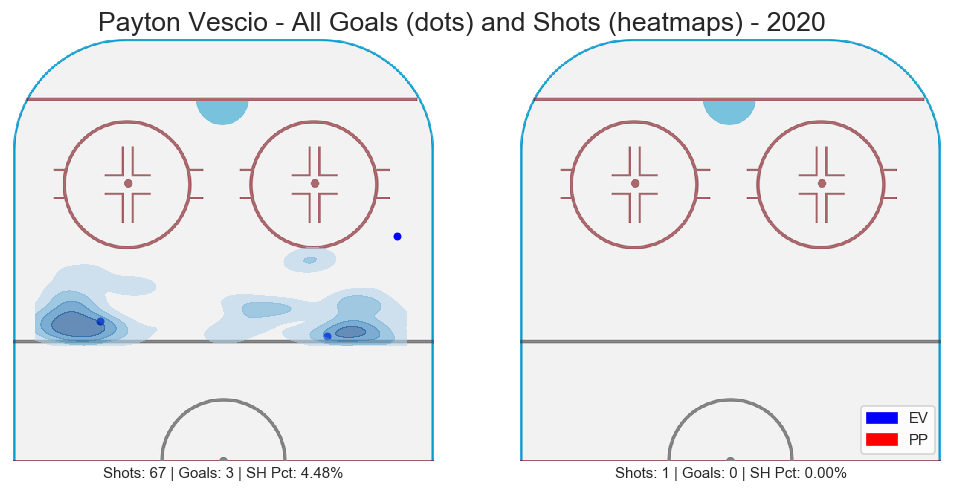 Payton Vescio - All Goals (dots) and Shots (heatmaps) - 2020
EV
PP
Shots: 67 | Goals: 3 | SH Pct: 4.48%
Shots: 1 | Goals: 0 | SH Pct: 0.00%